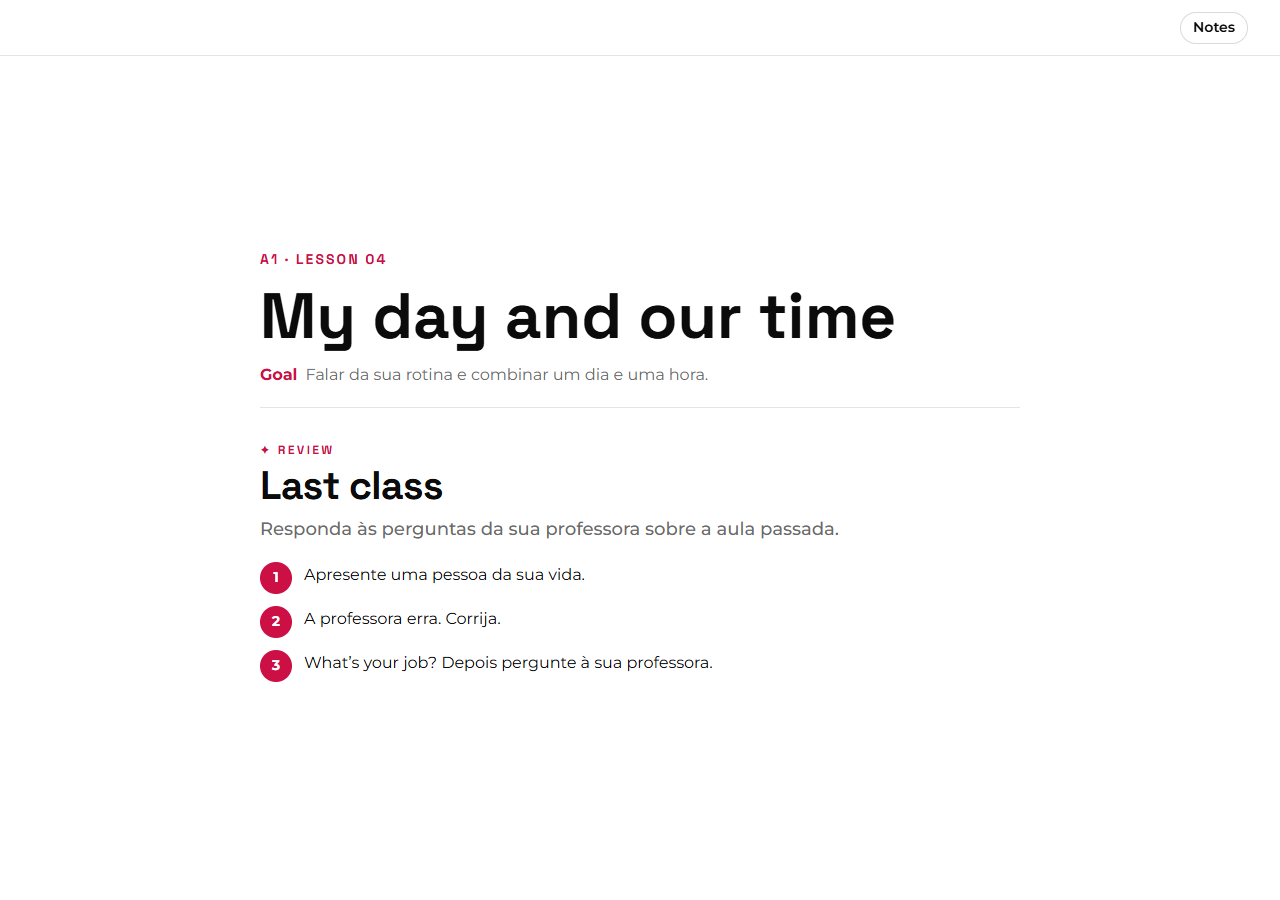 Notes
A1 · LESSON 04
My day and our time
Goal Falar da sua rotina e combinar um dia e uma hora.
✦ REVIEW
Last class
Responda às perguntas da sua professora sobre a aula passada.
1 Apresente uma pessoa da sua vida.
2 A professora erra. Corrija.
3 What’s your job? Depois pergunte à sua professora.